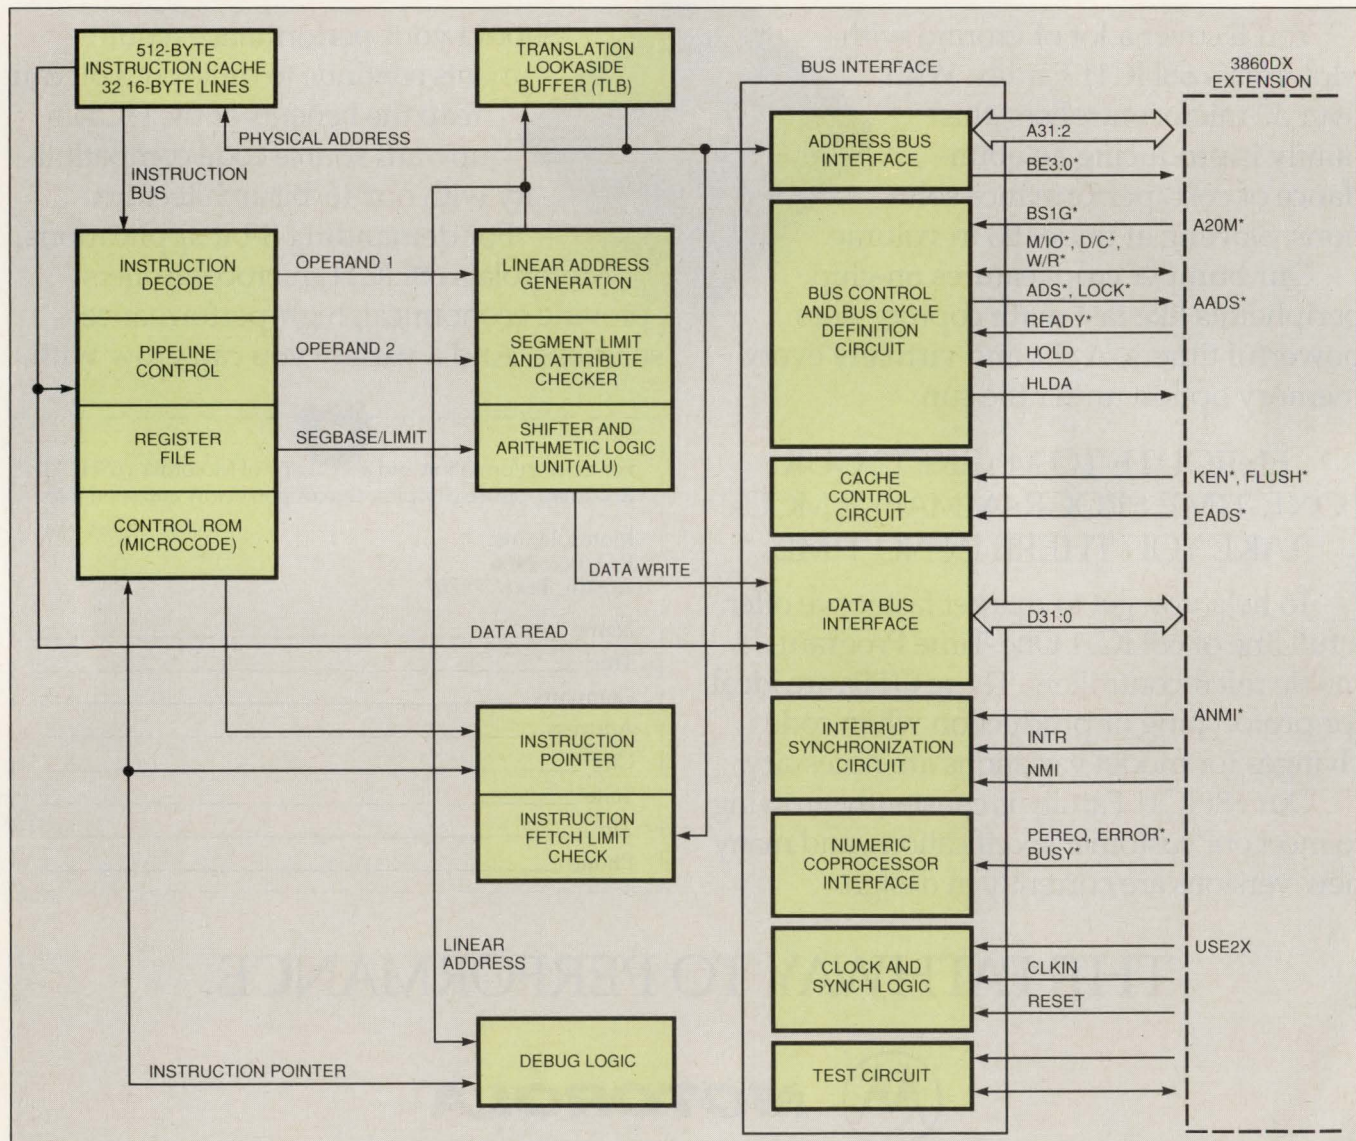 512-BYTE
INSTRUCTION CACHE
32 16-BYTE LINES
TRANSLATION
LOOKASIDE
BUFFER (TLB)
BUS INTERFACE
3860DX
EXTENSION
PHYSICAL ADDRESS
INSTRUCTION
BUS
ADDRESS BUS
INTERFACE
A31:2
BE3:0*
INSTRUCTION
DECODE
PIPELINE
CONTROL
REGISTER
FILE
CONTROL ROM
(MICROCODE)
OPERAND 1
OPERAND 2
SEGBASE/LIMIT
LINEAR ADDRESS
GENERATION
SEGMENT LIMIT
AND ATTRIBUTE
CHECKER
SHIFTER AND
ARITHMETIC LOGIC
UNIT(ALU)
BUS CONTROL
AND BUS CYCLE
DEFINITION
CIRCUIT
BS1G*
M/IO*, D/C*,
W/R*
ADS*, LOCK*
READY*
HOLD
HLDA
A20M*
AADS*
CACHE
CONTROL
CIRCUIT
KEN*, FLUSH*
EADS*
DATA WRITE
DATA READ
DATA BUS
INTERFACE
D31:0
INSTRUCTION
POINTER
INSTRUCTION
FETCH LIMIT
CHECK
INTERRUPT
SYNCHRONIZATION
CIRCUIT
ANMI*
INTR
NMI
NUMERIC
COPROCESSOR
INTERFACE
PEREQ, ERROR*,
BUSY*
LINEAR
ADDRESS
CLOCK AND
SYNCH LOGIC
USE2X
CLKIN
RESET
DEBUG LOGIC
INSTRUCTION POINTER
TEST CIRCUIT